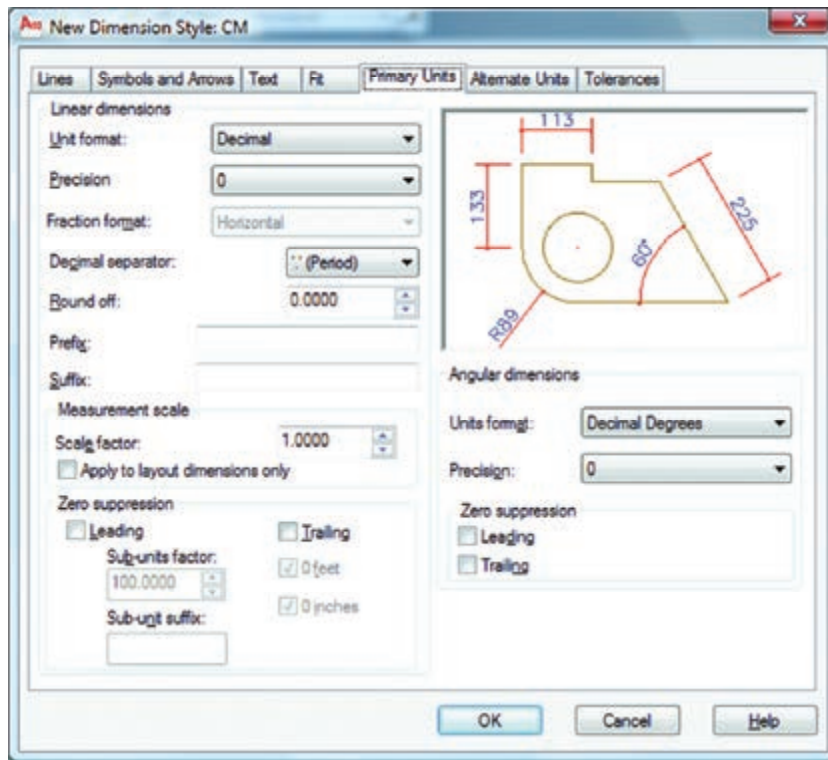 New Dimension Style: CM
Lines Symbols and Arrows Text Fit Primary Units Alternate Units Tolerances
Linear dimensions
Unit format: Decimal
Precision 0
Fraction format: Horizontal
Decimal separator: '.' (Period)
Round off: 0.0000
Prefix:
Suffix:
Measurement scale
Scale factor: 1.0000
Apply to layout dimensions only
Zero suppression
Leading Trailing
Sub-units factor: 0 feet
100.0000 0 inches
Sub-unit suffix:
113
133
225
60°
R89
Angular dimensions
Units format: Decimal Degrees
Precision: 0
Zero suppression
Leading
Trailing
OK Cancel Help